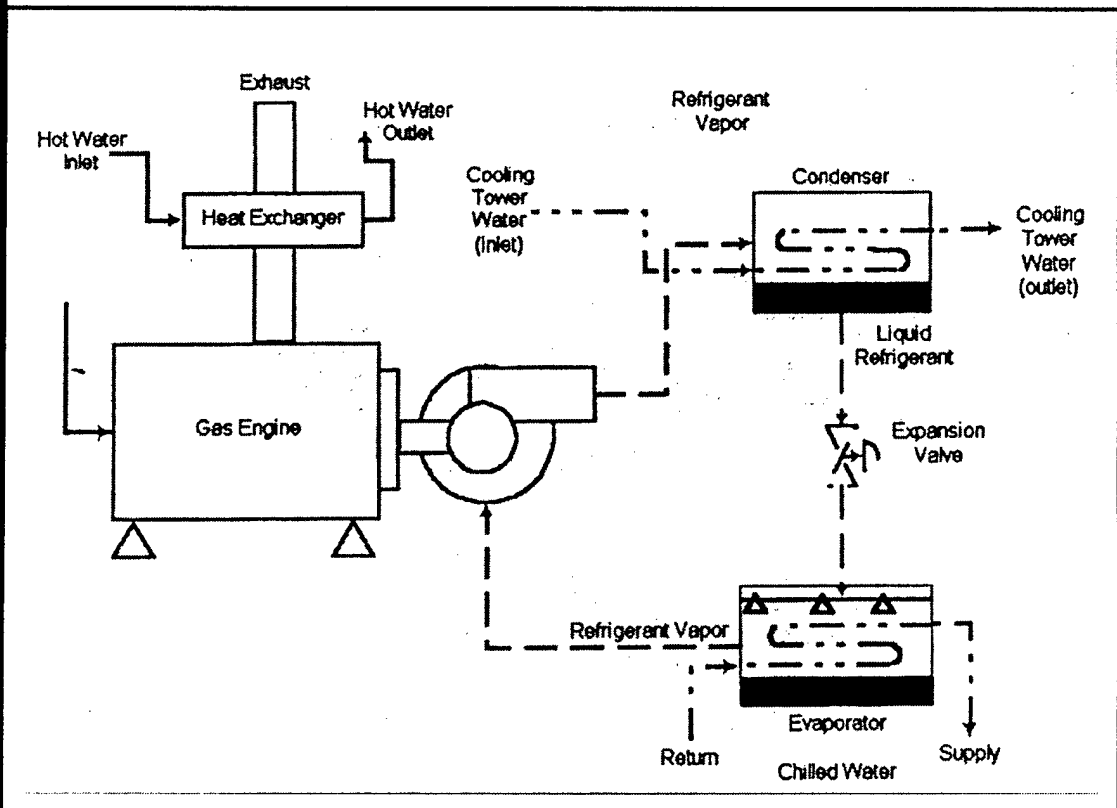 Exhaust
Hot Water
Outlet
Hot Water
Inlet
Heat Exchanger
Refrigerant
Vapor
Cooling
Tower
Water
(Inlet)
Condenser
Cooling
Tower
Water
(outlet)
Liquid
Refrigerant
Gas Engine
Expansion
Valve
Refrigerant Vapor
Evaporator
Return
Supply
Chilled Water